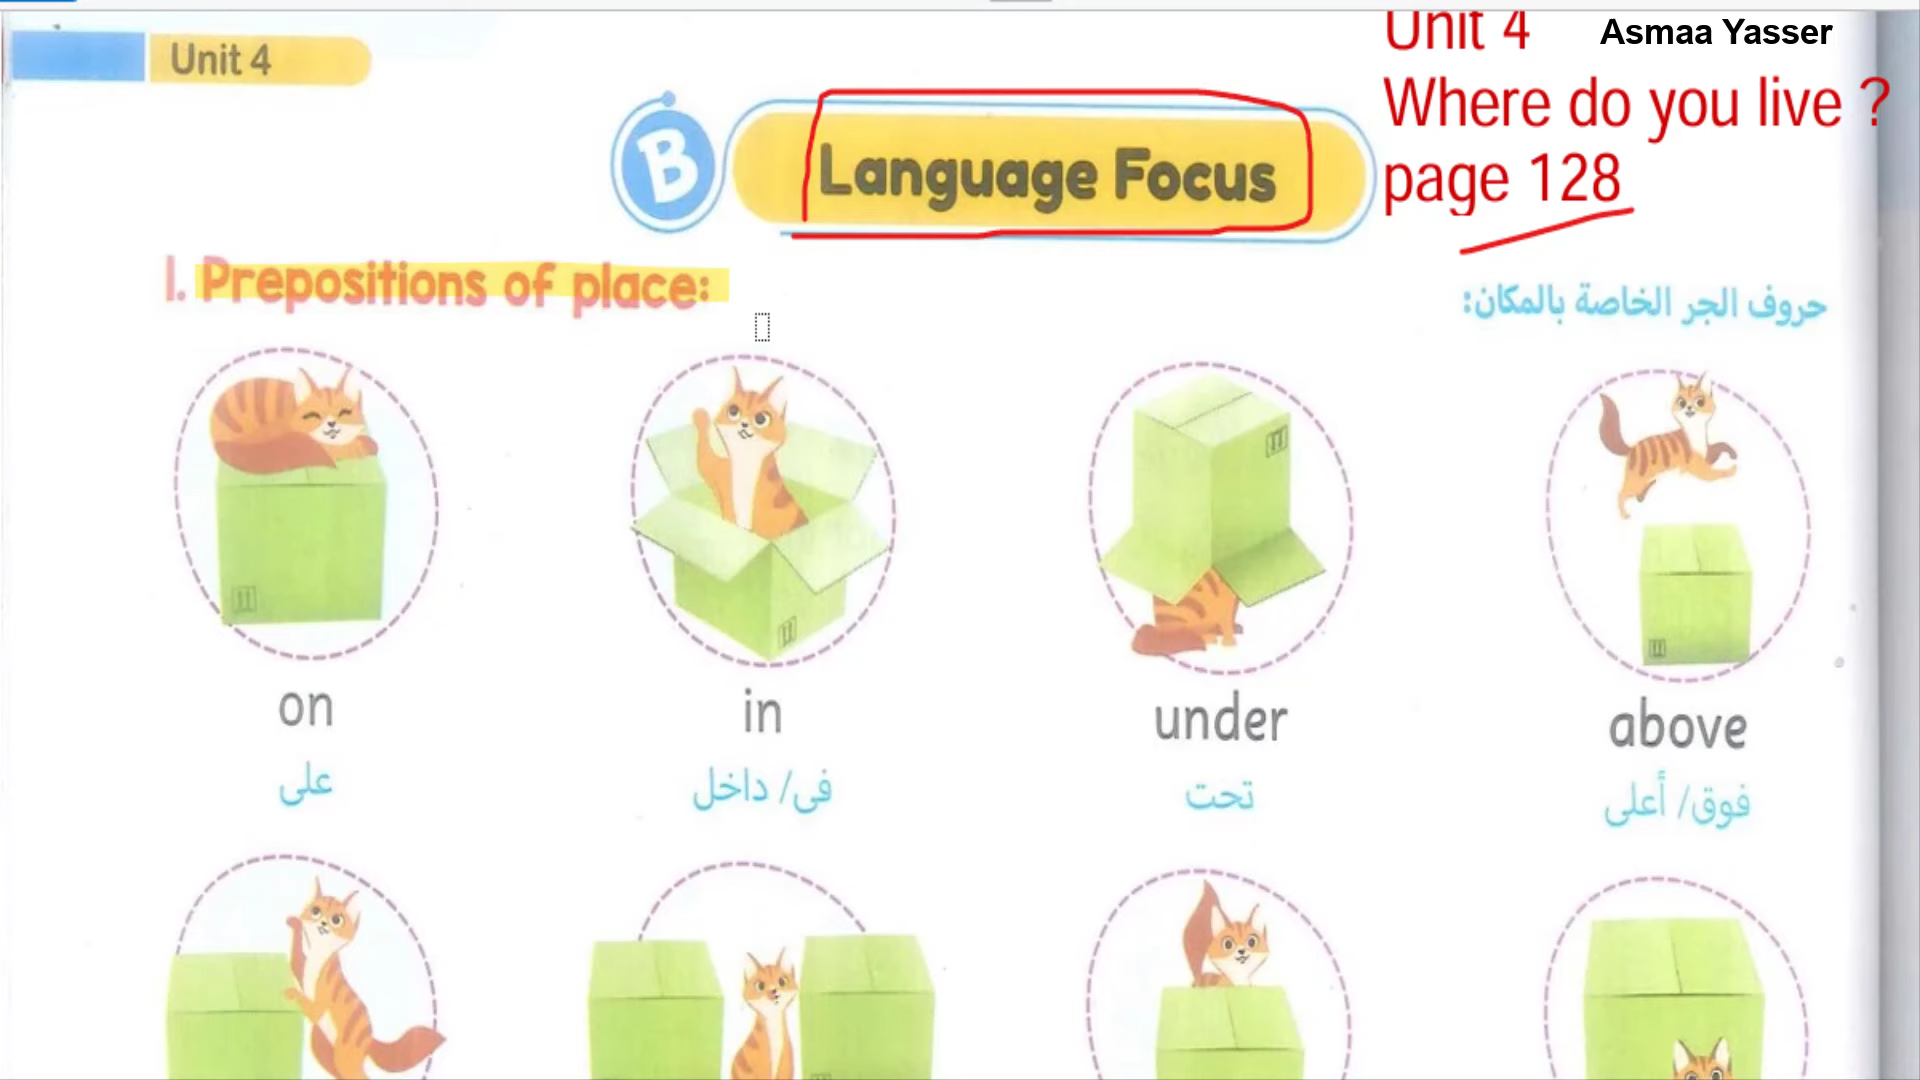 Unit 4
Unit 4
Asmaa Yasser
Where do you live ?
page 128
B
Language Focus
1. Prepositions of place:
حروف الجر الخاصة بالمكان:
on
in
under
above
على
فى/ داخل
تحت
فوق/ أعلى